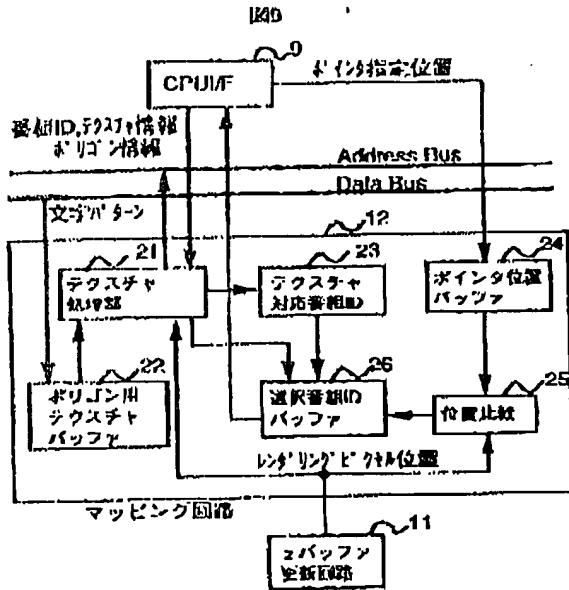 9
CPUI/F
ポインタ指定位置
番組ID,テクスチャ情報
ポリゴン情報
Address Bus
Data Bus
文字パターン
12
21
23
24
テクスチャ
処理部
テクスチャ
対応番組ID
ポインタ位置
バッファ
22
26
25
ポリゴン用
テクスチャ
バッファ
選択番組ID
バッファ
位置比較
レンダリングピクセル位置
マッピング回路
11
zバッファ
更新回路